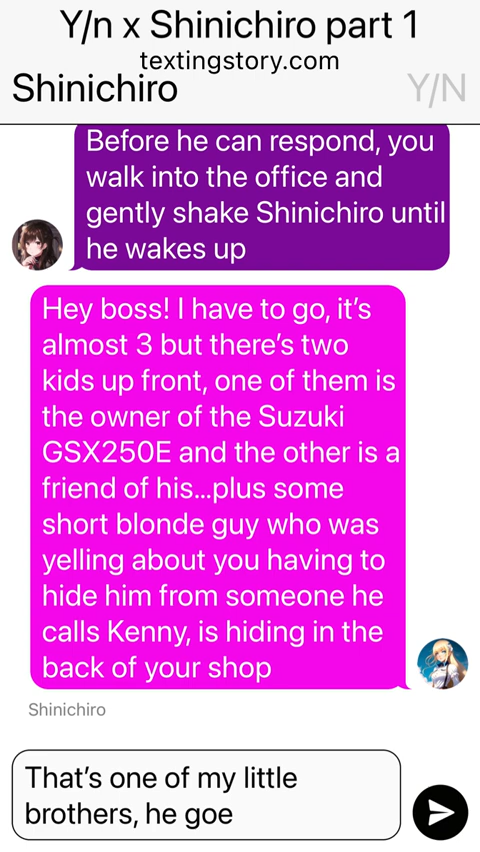 Y/n x Shinichiro part 1
textingstory.com
Shinichiro
Y/N
Before he can respond, you
walk into the office and
gently shake Shinichiro until
he wakes up
Hey boss! I have to go, it's
almost 3 but there's two
kids up front, one of them is
the owner of the Suzuki
GSX250E and the other is a
friend of his...plus some
short blonde guy who was
yelling about you having to
hide him from someone he
calls Kenny, is hiding in the
back of your shop
Shinichiro
That's one of my little
brothers, he goe